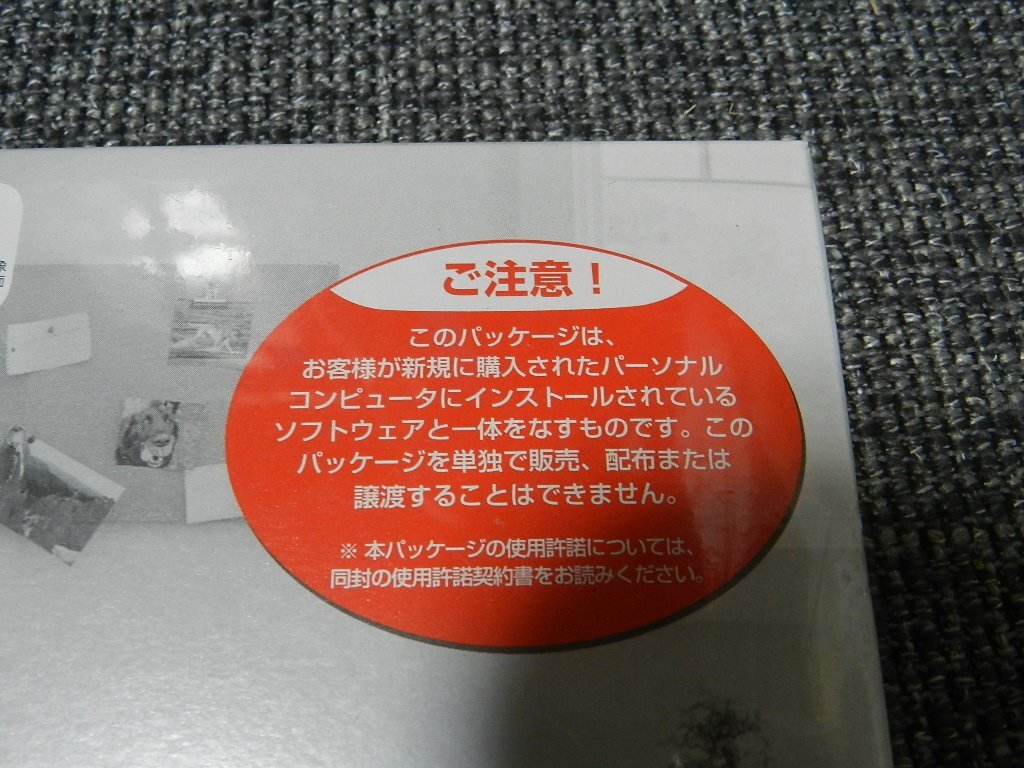 ご注意！
このパッケージは、
お客様が新規に購入されたパーソナル
コンピュータにインストールされている
ソフトウェアと一体をなすものです。この
パッケージを単独で販売、配布または
譲渡することはできません。
※ 本パッケージの使用許諾については、
同封の使用許諾契約書をお読みください。